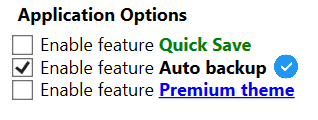 Application Options
Enable feature Quick Save
Enable feature Auto backup
Enable feature Premium theme